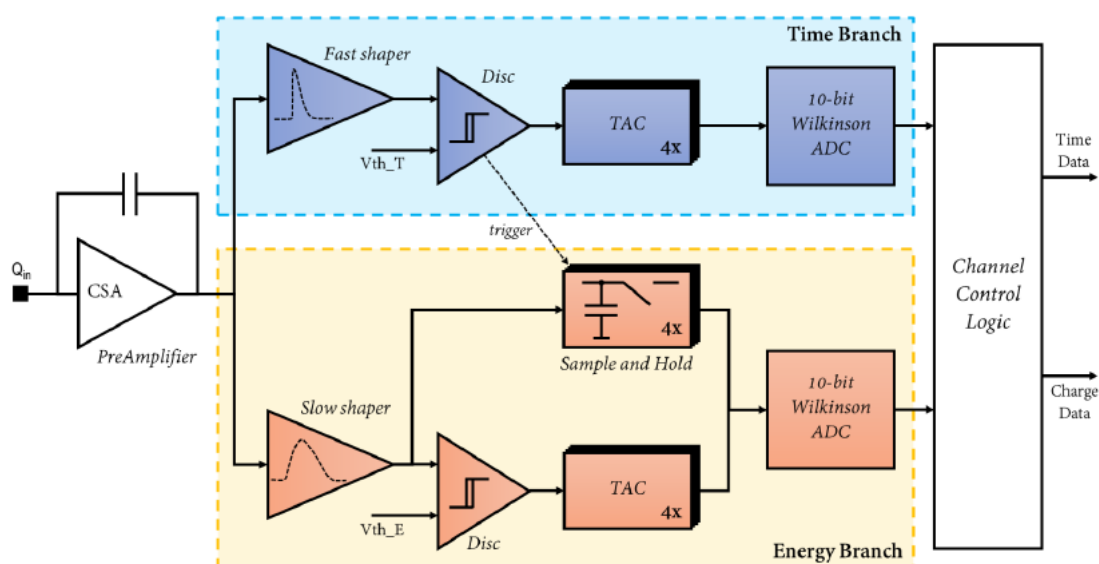 Time Branch
Fast shaper
Disc
Vth_T
TAC
4x
10-bit
Wilkinson
ADC
Time
Data
trigger
Qin
CSA
PreAmplifier
4x
Sample and Hold
Channel
Control
Logic
Slow shaper
Vth_E
Disc
TAC
4x
10-bit
Wilkinson
ADC
Charge
Data
Energy Branch